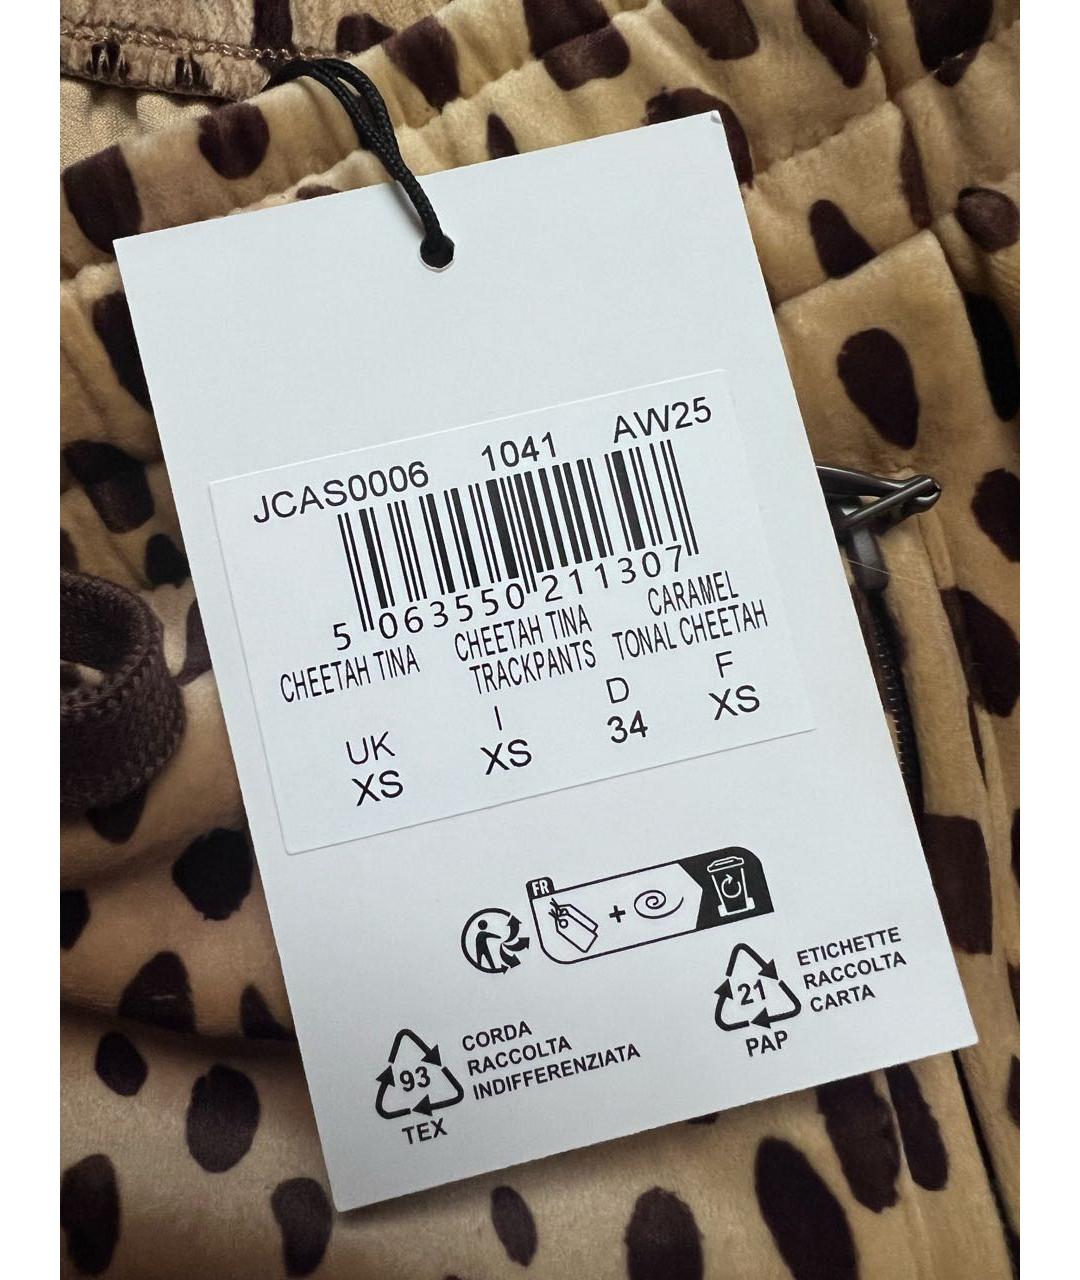 JCAS0006 1041 AW25
5 063550 211307
CHEETAH TINA
CHEETAH TINA
TRACKPANTS
CARAMEL
TONAL CHEETAH
UK I D F
XS XS 34 XS
FR
+
93
TEX
CORDA
RACCOLTA
INDIFFERENZIATA
21
PAP
ETICHETTE
RACCOLTA
CARTA